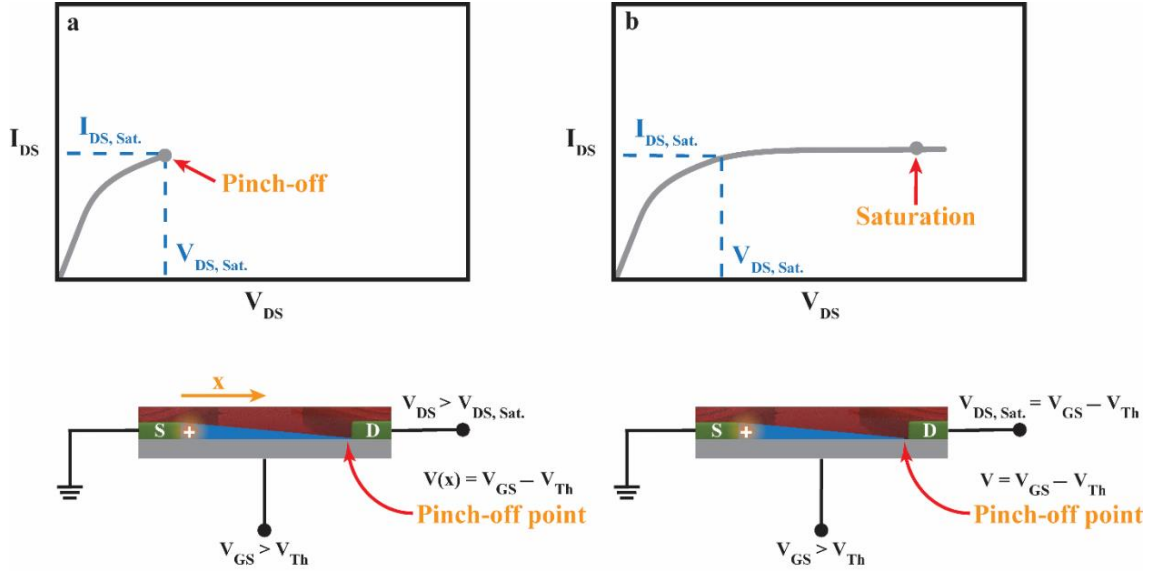 a
I_DS, Sat.
I_DS
Pinch-off
V_DS, Sat.
V_DS
b
I_DS, Sat.
I_DS
Saturation
V_DS, Sat.
V_DS
x
S
+
D
V_DS > V_DS, Sat.
V(x) = V_GS – V_Th
Pinch-off point
V_GS > V_Th
S
+
D
V_DS, Sat. = V_GS – V_Th
V = V_GS – V_Th
Pinch-off point
V_GS > V_Th